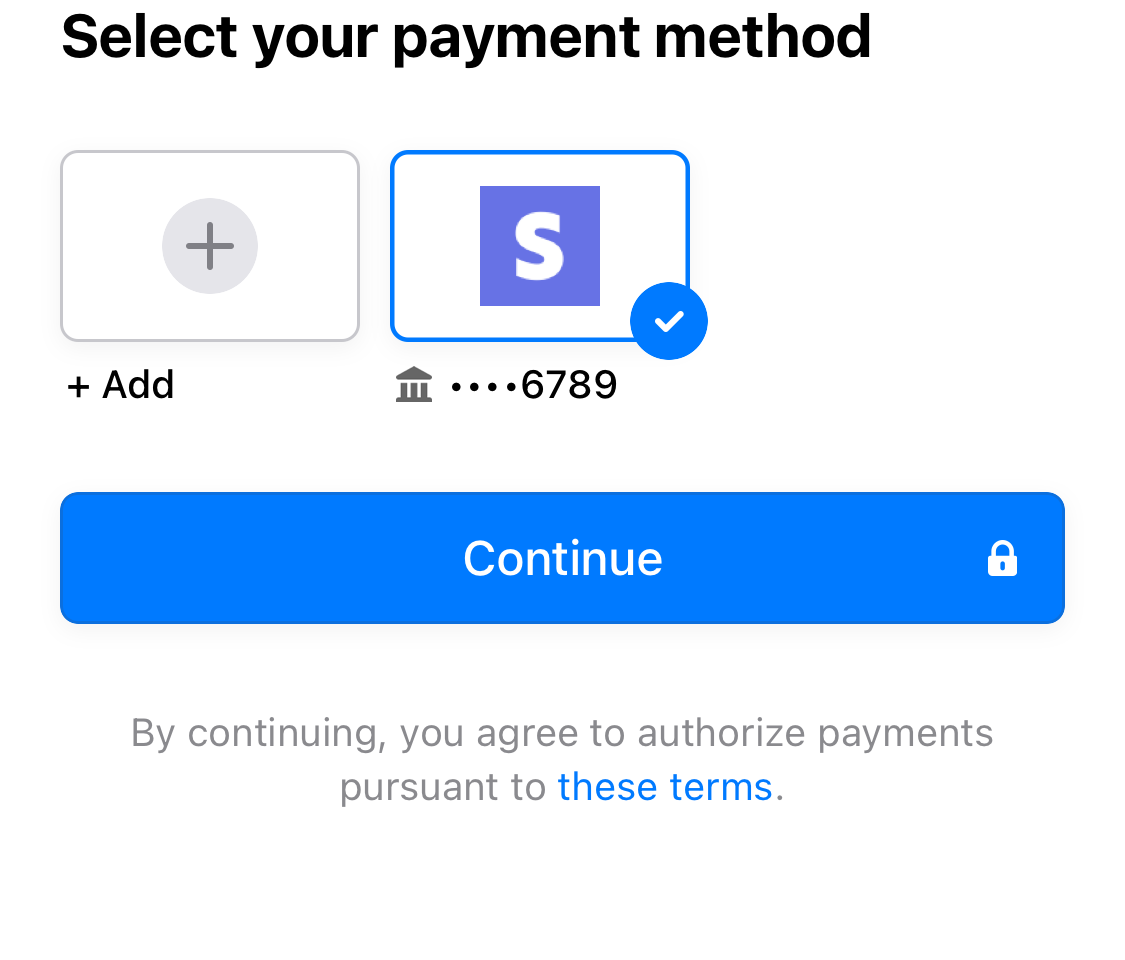 Select your payment method
S
+ Add
••••6789
Continue
By continuing, you agree to authorize payments
pursuant to these terms.